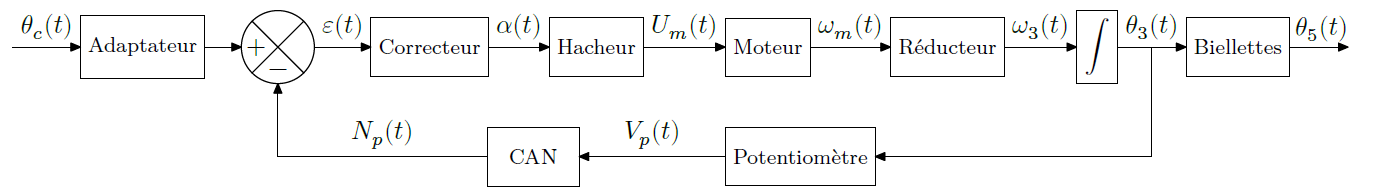 θc(t) Adaptateur + − ε(t) Correcteur α(t) Hacheur Um(t) Moteur ωm(t) Réducteur ω3(t) ∫ θ3(t) Biellettes θ5(t)
Np(t) CAN Vp(t) Potentiomètre